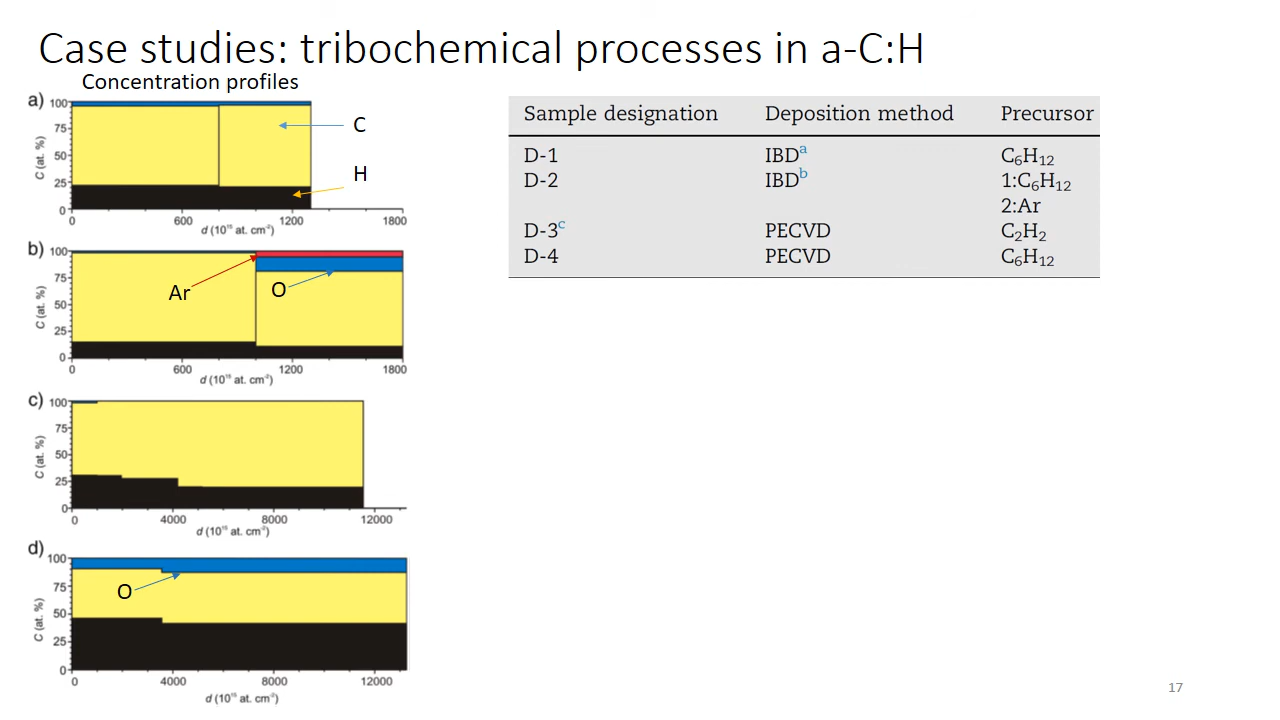 Case studies: tribochemical processes in a-C:H
Concentration profiles
a)
100
75
50
25
0
C (at. %)
0 600 1200 1800
d (10¹⁵ at. cm⁻²)
C
H
b)
100
75
50
25
0
C (at. %)
0 600 1200 1800
d (10¹⁵ at. cm⁻²)
Ar
O
c)
100
75
50
25
0
C (at. %)
0 4000 8000 12000
d (10¹⁵ at. cm⁻²)
d)
100
75
50
25
0
C (at. %)
0 4000 8000 12000
d (10¹⁵ at. cm⁻²)
O
Sample designation Deposition method Precursor
D-1 IBDᵃ C₆H₁₂
D-2 IBDᵇ 1:C₆H₁₂
2:Ar
D-3ᶜ PECVD C₂H₂
D-4 PECVD C₆H₁₂
17